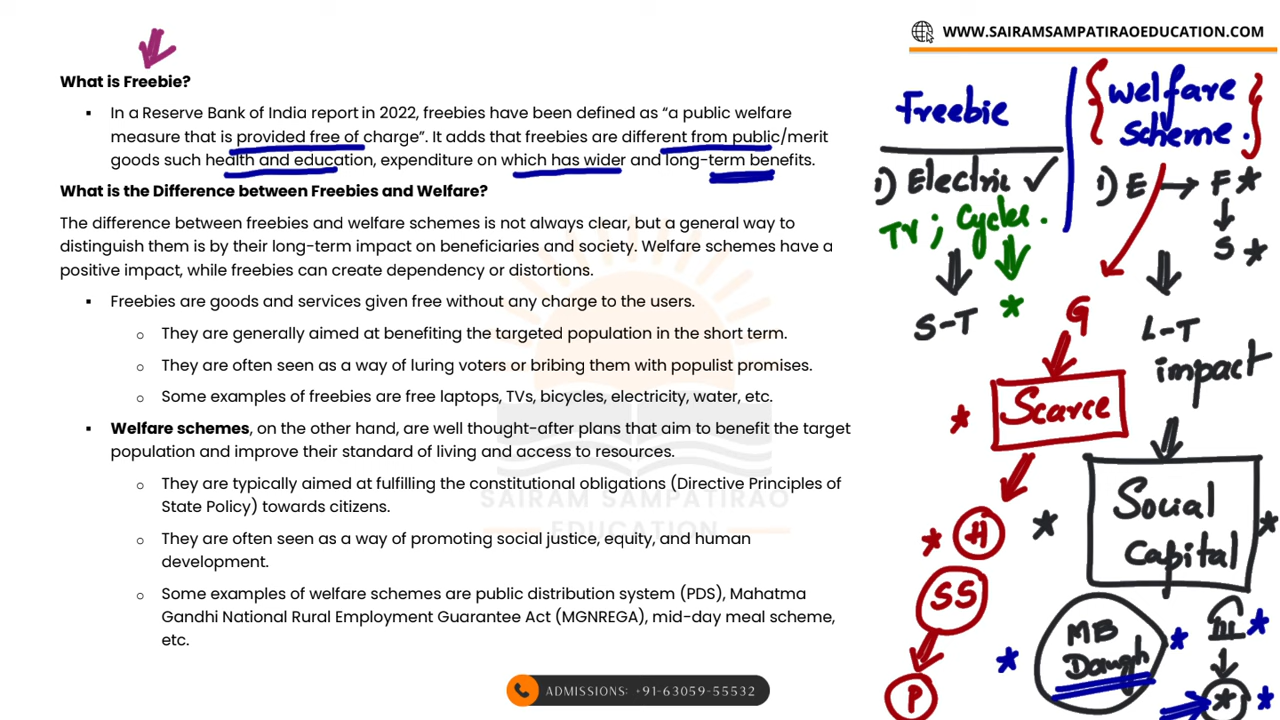 WWW.SAIRAMSAMPATIRAOEDUCATION.COM
What is Freebie?
▪ In a Reserve Bank of India report in 2022, freebies have been defined as “a public welfare
measure that is provided free of charge”. It adds that freebies are different from public/merit
goods such health and education, expenditure on which has wider and long-term benefits.
What is the Difference between Freebies and Welfare?
The difference between freebies and welfare schemes is not always clear, but a general way to
distinguish them is by their long-term impact on beneficiaries and society. Welfare schemes have a
positive impact, while freebies can create dependency or distortions.
▪ Freebies are goods and services given free without any charge to the users.
o They are generally aimed at benefiting the targeted population in the short term.
o They are often seen as a way of luring voters or bribing them with populist promises.
o Some examples of freebies are free laptops, TVs, bicycles, electricity, water, etc.
▪ Welfare schemes, on the other hand, are well thought-after plans that aim to benefit the target
population and improve their standard of living and access to resources.
o They are typically aimed at fulfilling the constitutional obligations (Directive Principles of
State Policy) towards citizens.
o They are often seen as a way of promoting social justice, equity, and human
development.
o Some examples of welfare schemes are public distribution system (PDS), Mahatma
Gandhi National Rural Employment Guarantee Act (MGNREGA), mid-day meal scheme,
etc.
SAIRAM SAMPATIRAO
EDUCATION
Freebie
1) Electric
TV ; Cycles.
S-T
{ Welfare
Scheme. }
1) E → F
S
L-T
impact
G
Scarce
H
SS
P
Social
Capital
MB
ADMISSIONS: +91-63059-55532